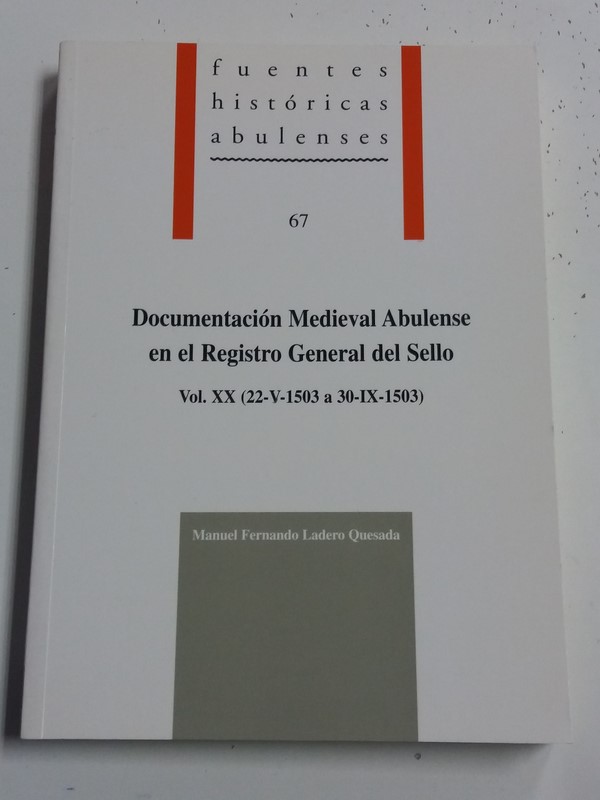 fuentes
históricas
abulenses
67
Documentación Medieval Abulense
en el Registro General del Sello
Vol. XX (22-V-1503 a 30-IX-1503)
Manuel Fernando Ladero Quesada